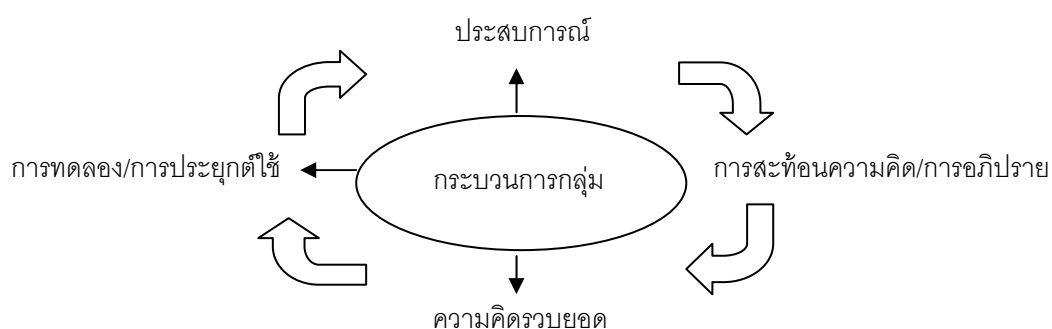 ประสบการณ์
การทดลอง/การประยุกต์ใช้
กระบวนการกลุ่ม
การสะท้อนความคิด/การอภิปราย
ความคิดรวบยอด